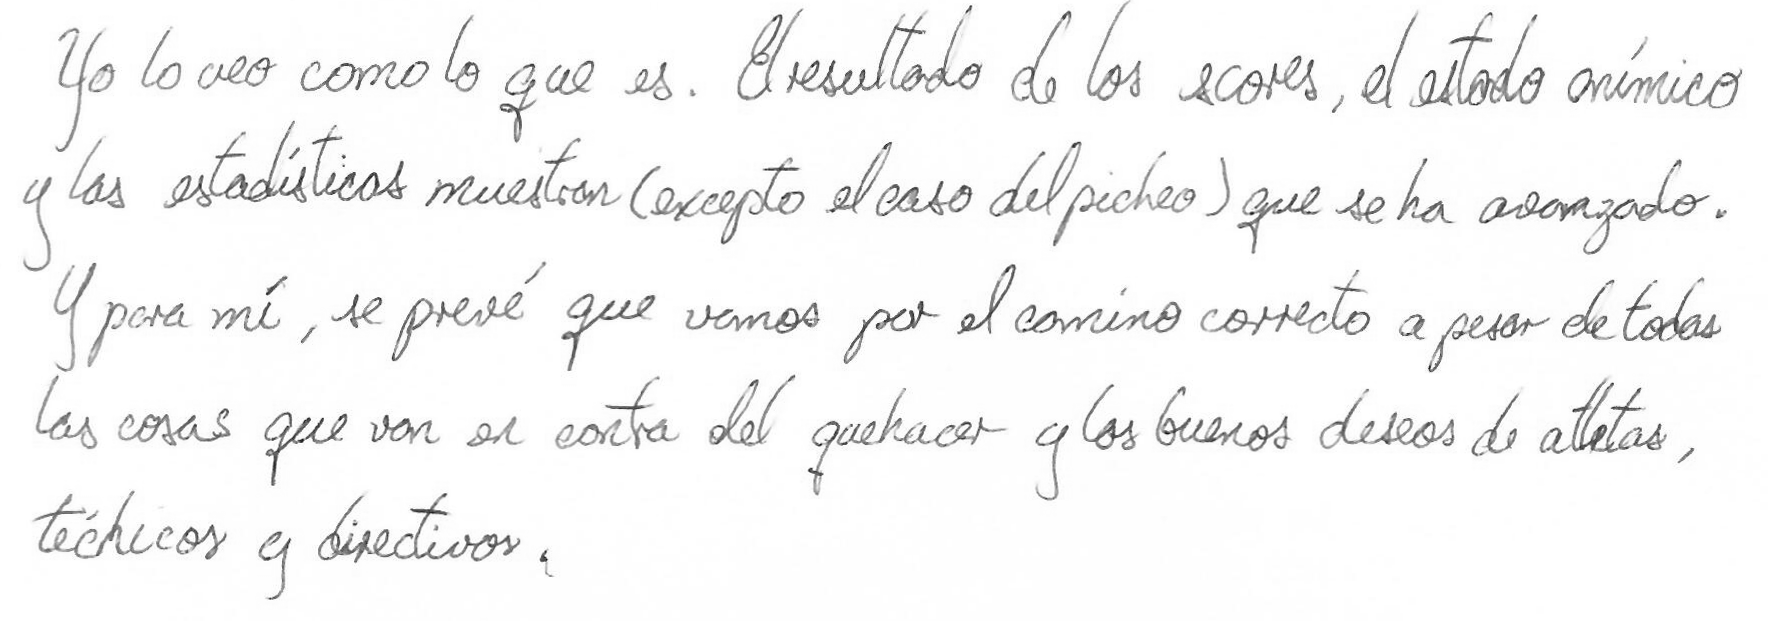 Yo lo veo como lo que es. El resultado de los scores, el estado anímico
y las estadísticas muestran (excepto el caso del picheo) que se ha avanzado.
Y para mí, se prevé que vamos por el camino correcto a pesar de todas
las cosas que van en contra del quehacer y los buenos deseos de atletas,
técnicos y directivos.